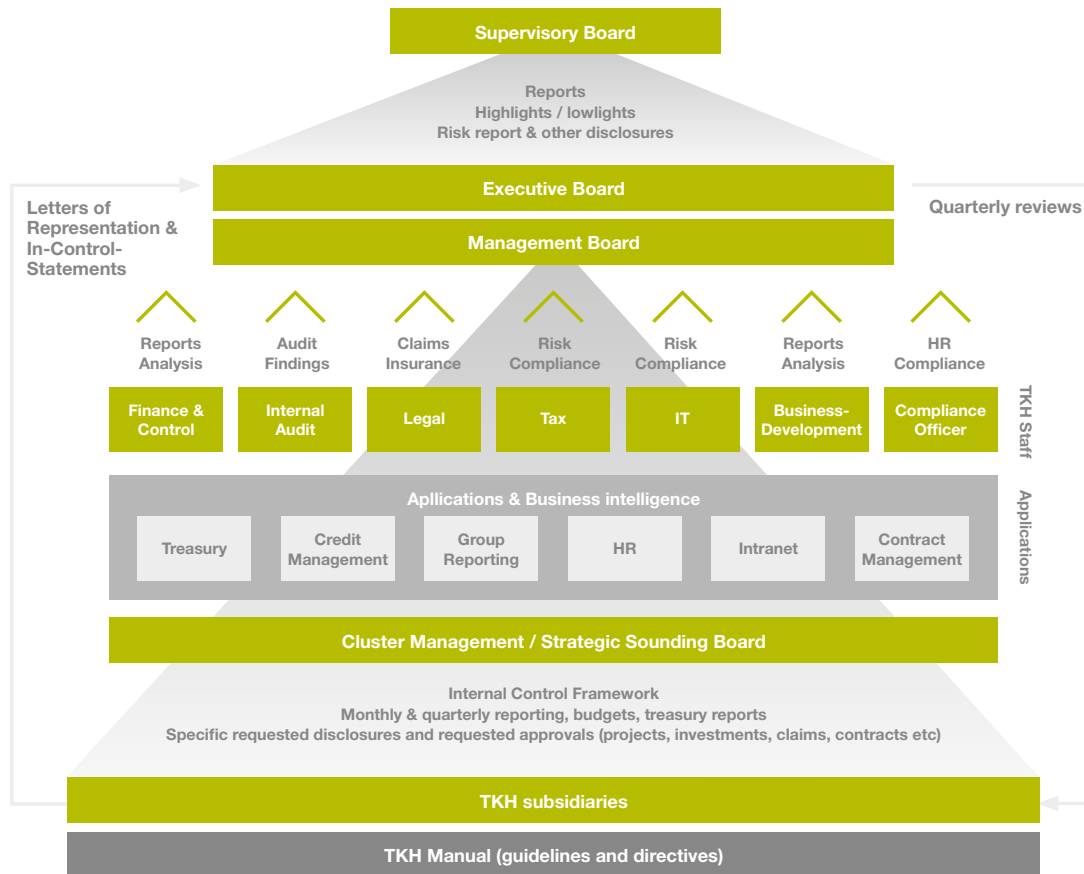 Supervisory Board
Reports
Highlights / lowlights
Risk report & other disclosures
Executive Board
Letters of
Representation &
In-Control-
Statements
Quarterly reviews
Management Board
Reports
Analysis
Audit
Findings
Claims
Insurance
Risk
Compliance
Risk
Compliance
Reports
Analysis
HR
Compliance
Finance &
Control
Internal
Audit
Legal
Tax
IT
Business-
Development
Compliance
Officer
TKH Staff
Apllications & Business intelligence
Treasury
Credit
Management
Group
Reporting
HR
Intranet
Contract
Management
Applications
Cluster Management / Strategic Sounding Board
Internal Control Framework
Monthly & quarterly reporting, budgets, treasury reports
Specific requested disclosures and requested approvals (projects, investments, claims, contracts etc)
TKH subsidiaries
TKH Manual (guidelines and directives)